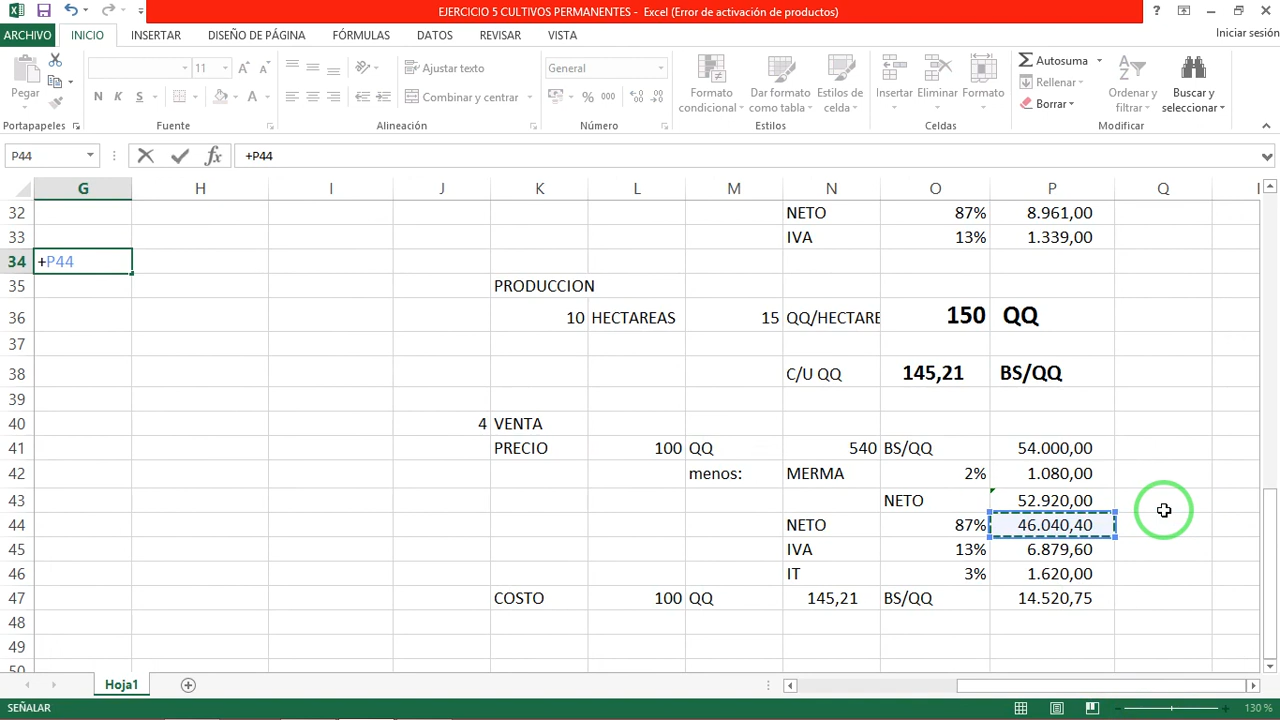 EJERCICIO 5 CULTIVOS PERMANENTES - Excel (Error de activación de productos)
ARCHIVO INICIO INSERTAR DISEÑO DE PÁGINA FÓRMULAS DATOS REVISAR VISTA Iniciar sesión
Pegar 11 Ajustar texto General Formato condicional Dar formato como tabla Estilos de celda Insertar Eliminar Formato Autosuma Rellenar Borrar Ordenar y filtrar Buscar y seleccionar
N K S Combinar y centrar % 000
Portapapeles Fuente Alineación Número Estilos Celdas Modificar
P44 fx +P44
G H I J K L M N O P Q
32 NETO 87% 8.961,00
33 IVA 13% 1.339,00
34 +P44
35 PRODUCCION
36 10 HECTAREAS 15 QQ/HECTARE 150 QQ
37
38 C/U QQ 145,21 BS/QQ
39
40 4 VENTA
41 PRECIO 100 QQ 540 BS/QQ 54.000,00
42 menos: MERMA 2% 1.080,00
43 NETO 52.920,00
44 NETO 87% 46.040,40
45 IVA 13% 6.879,60
46 IT 3% 1.620,00
47 COSTO 100 QQ 145,21 BS/QQ 14.520,75
48
49
50
Hoja1
SEÑALAR 130 %